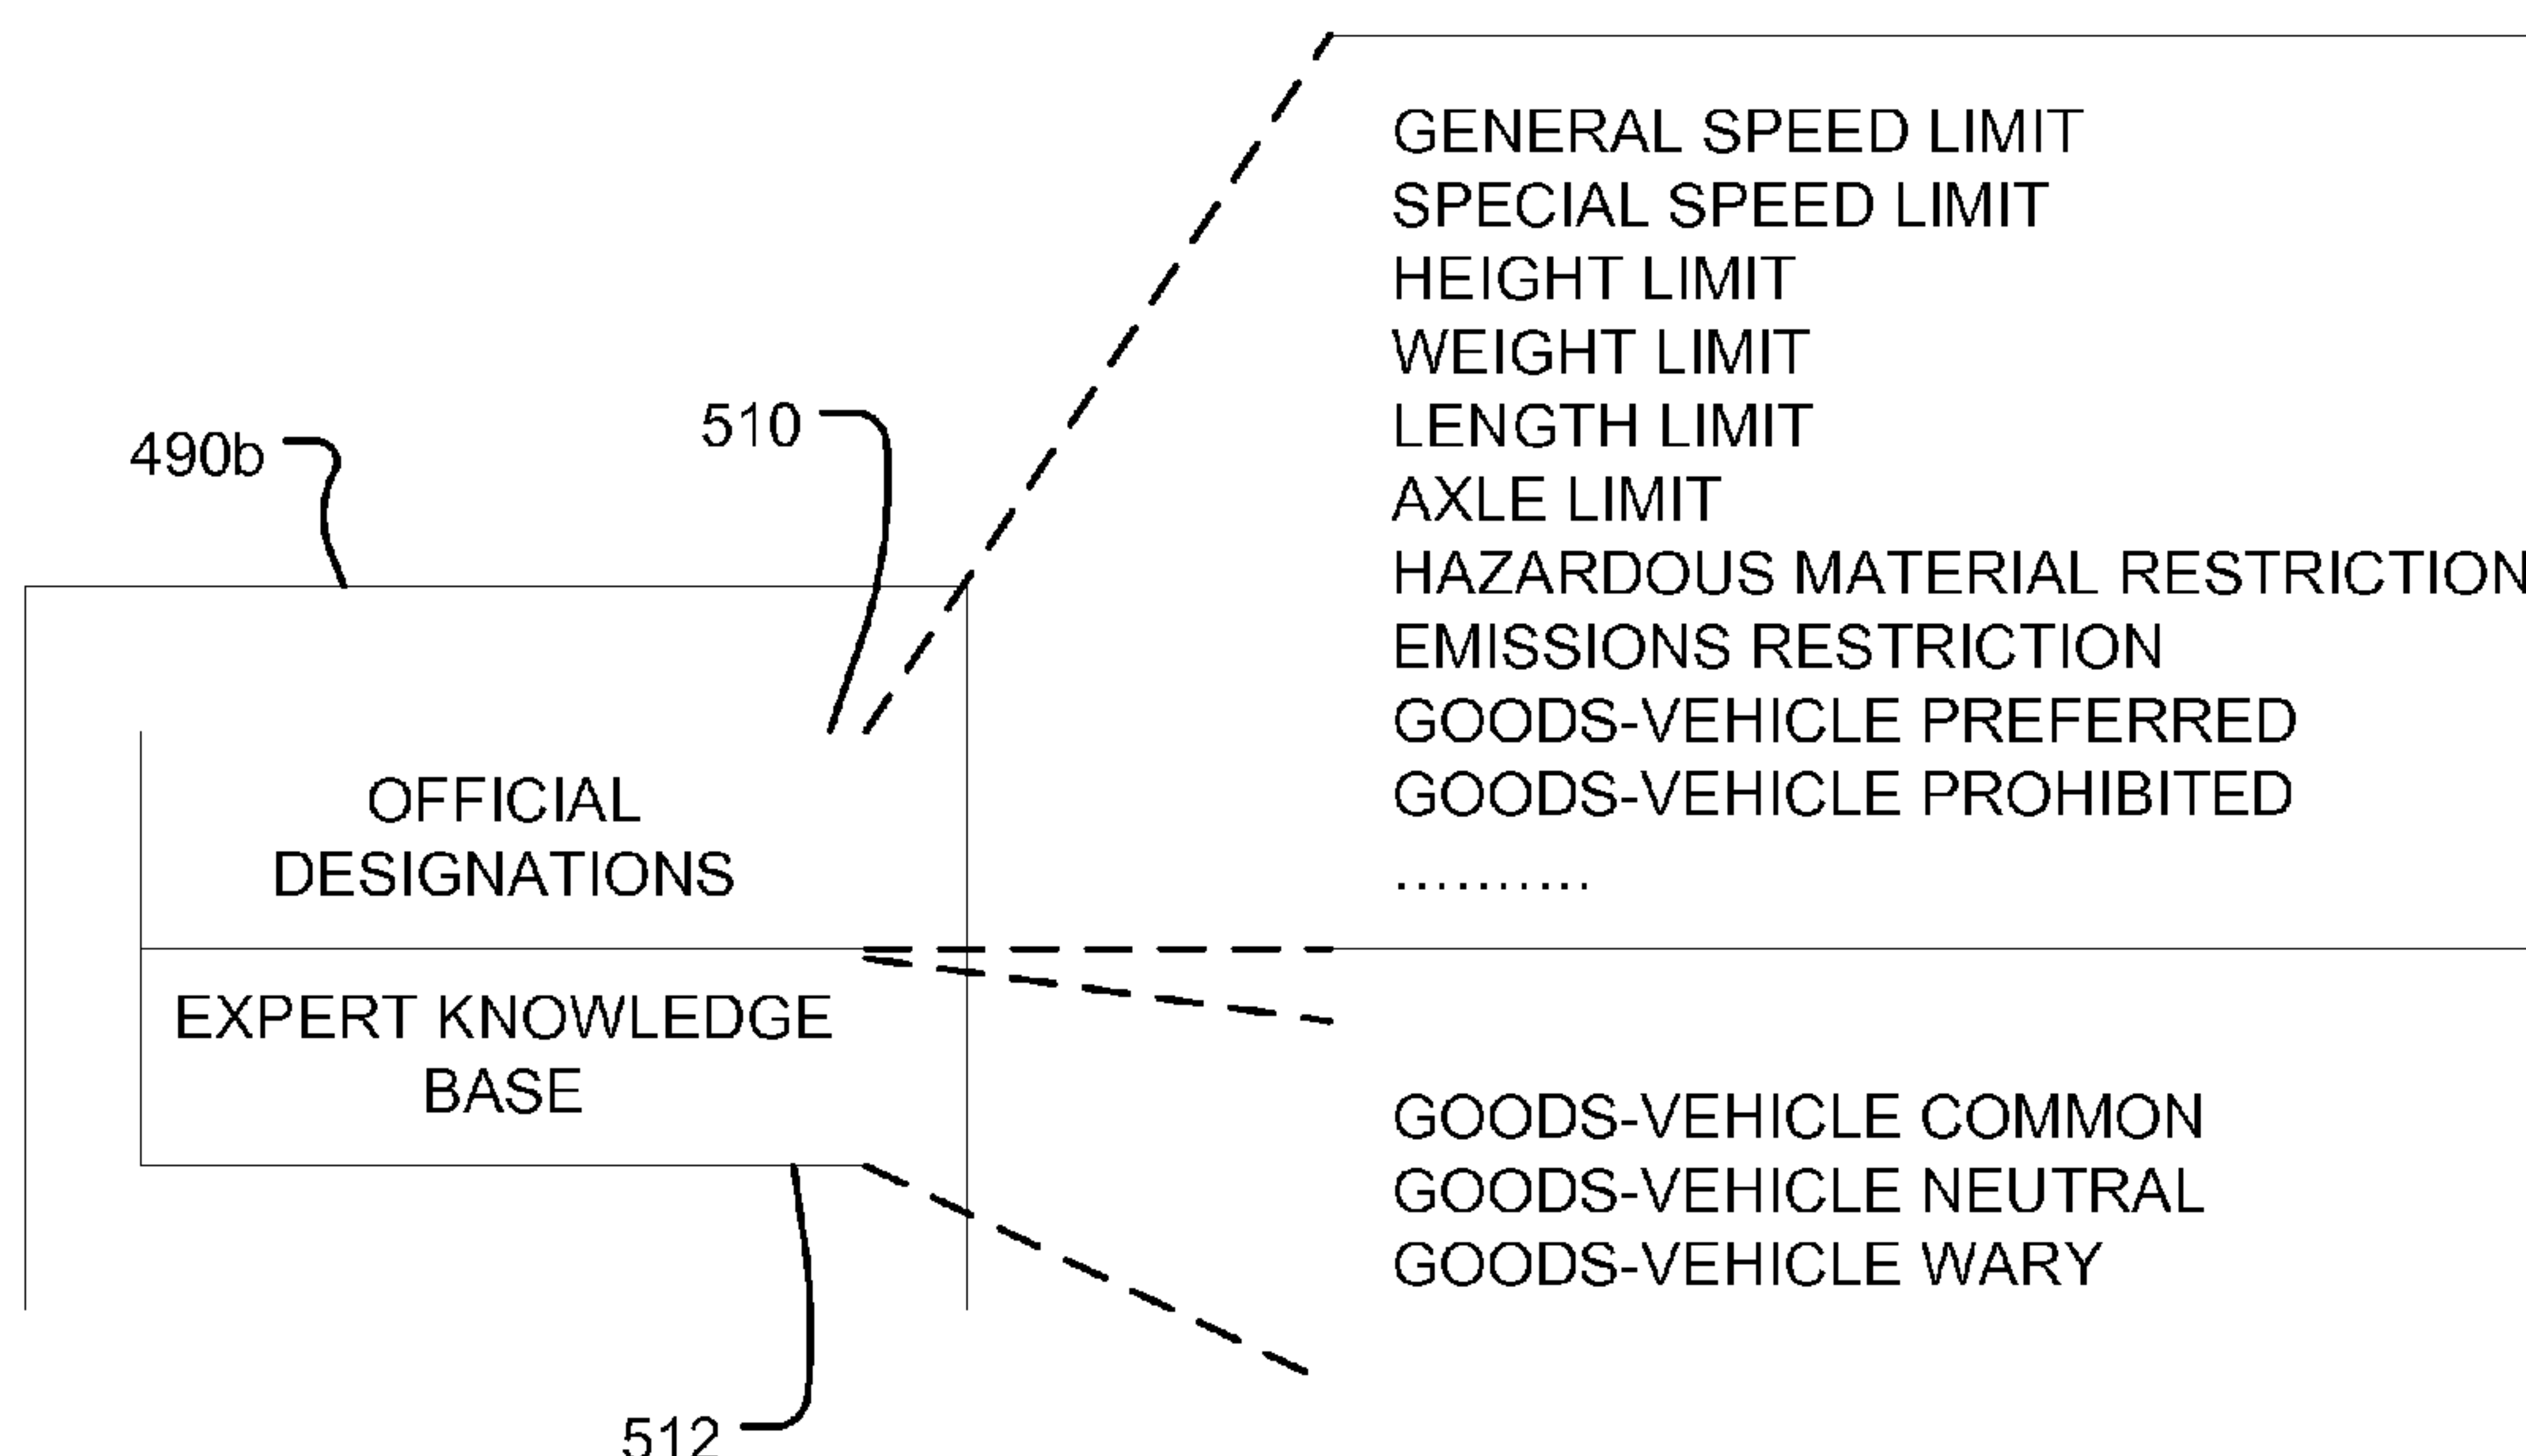 490b
510
OFFICIAL
DESIGNATIONS
EXPERT KNOWLEDGE
BASE
512
GENERAL SPEED LIMIT
SPECIAL SPEED LIMIT
HEIGHT LIMIT
WEIGHT LIMIT
LENGTH LIMIT
AXLE LIMIT
HAZARDOUS MATERIAL RESTRICTION
EMISSIONS RESTRICTION
GOODS-VEHICLE PREFERRED
GOODS-VEHICLE PROHIBITED
..........
GOODS-VEHICLE COMMON
GOODS-VEHICLE NEUTRAL
GOODS-VEHICLE WARY